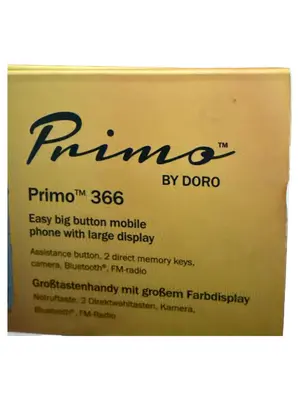 Primo™
BY DORO
Primo™ 366
Easy big button mobile
phone with large display
Assistance button, 2 direct memory keys,
camera, Bluetooth®, FM-radio
Großtastenhandy mit großem Farbdisplay
Notruftaste, 2 Direktwahltasten, Kamera,
Bluetooth®, FM-Radio